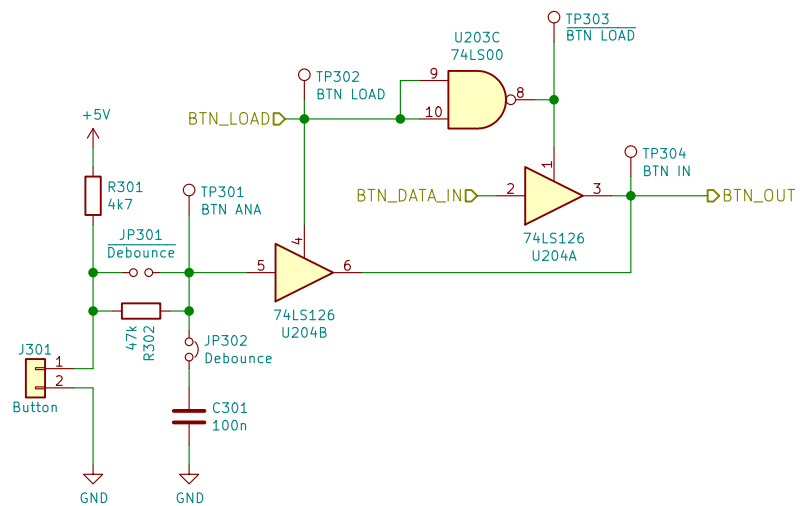 U203C
74LS00
9
10
8
TP303
BTN LOAD
TP302
BTN LOAD
BTN_LOAD
+5V
R301
4k7
TP301
BTN ANA
BTN_DATA_IN
2
1
3
74LS126
U204A
TP304
BTN IN
BTN_OUT
JP301
Debounce
5
4
6
74LS126
U204B
47k
R302
JP302
Debounce
J301
1
2
Button
C301
100n
GND
GND